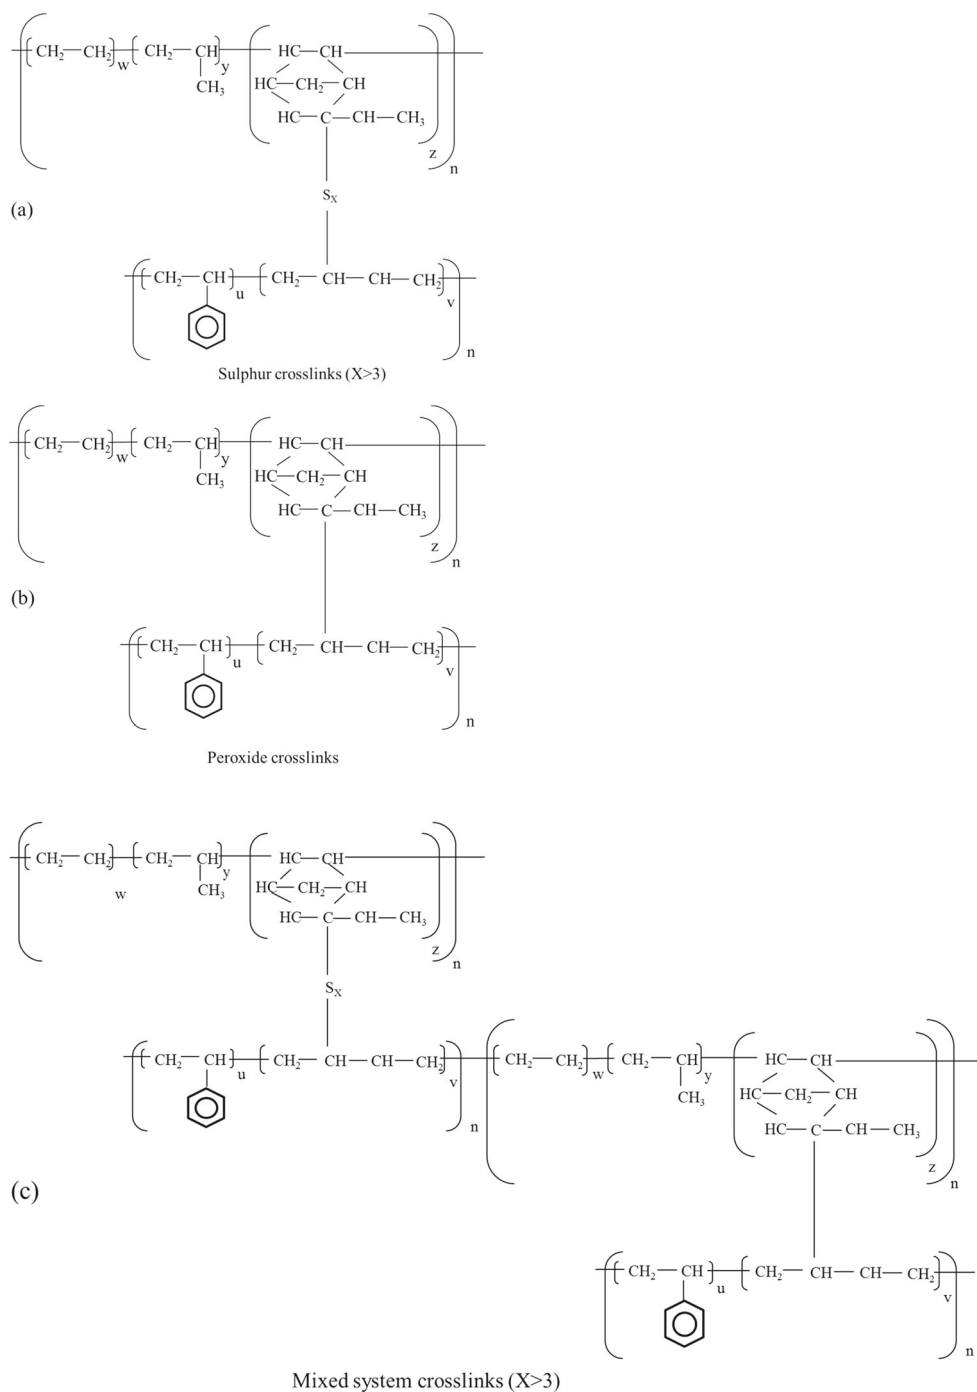 CH₂—CH₂ w CH₂—CH y HC—CH
CH₃ HC—CH₂—CH
HC—C—CH—CH₃
z n
S_X
(a)
CH₂—CH u CH₂—CH—CH—CH₂ v
n
Sulphur crosslinks (X>3)
CH₂—CH₂ w CH₂—CH y HC—CH
CH₃ HC—CH₂—CH
HC—C—CH—CH₃
z n
(b)
CH₂—CH u CH₂—CH—CH—CH₂ v
n
Peroxide crosslinks
CH₂—CH₂ w CH₂—CH y HC—CH
CH₃ HC—CH₂—CH
HC—C—CH—CH₃
z n
S_X
CH₂—CH u CH₂—CH—CH—CH₂ v n CH₂—CH₂ w CH₂—CH y HC—CH
CH₃ HC—CH₂—CH
HC—C—CH—CH₃
z n
(c)
CH₂—CH u CH₂—CH—CH—CH₂ v
n
Mixed system crosslinks (X>3)